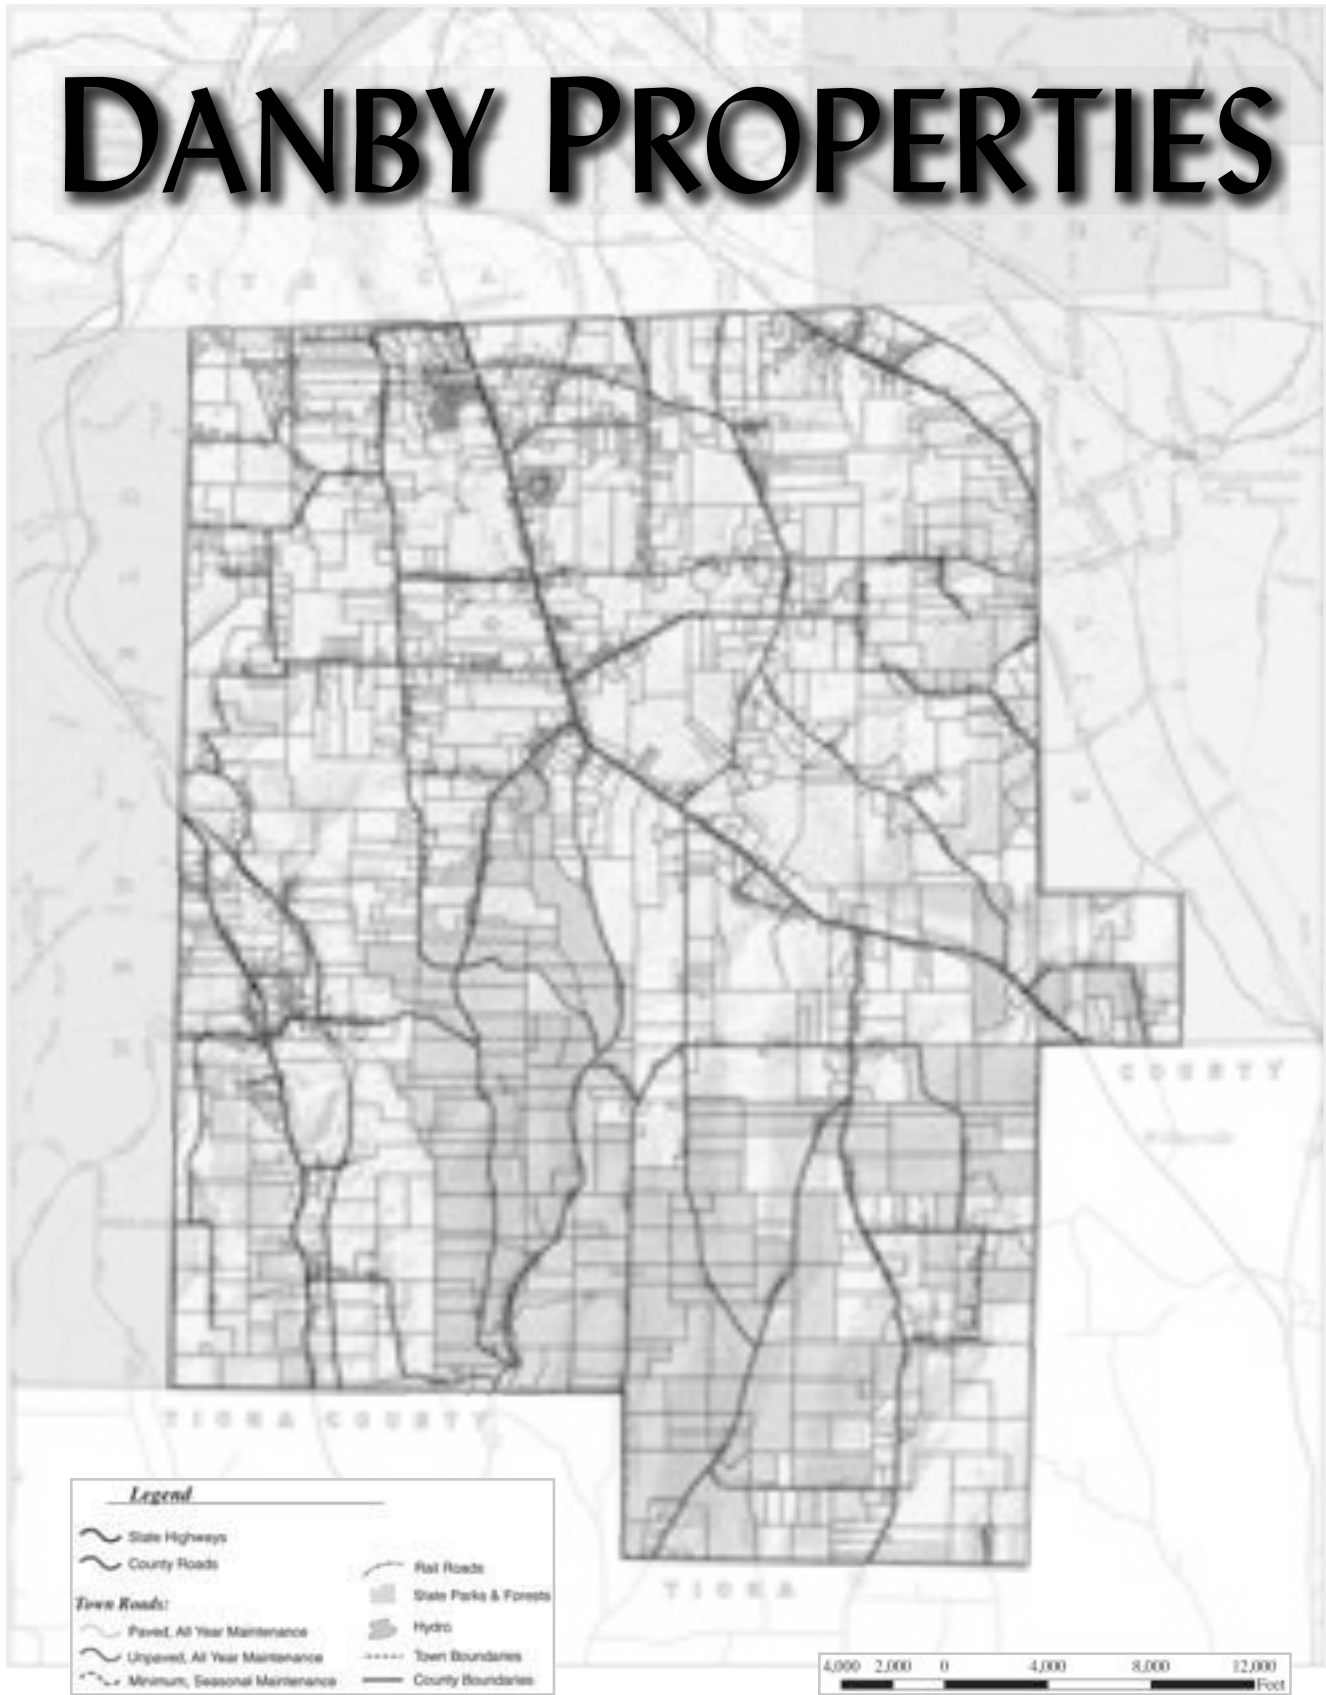 DANBY PROPERTIES
ITHACA
COUNTY
TIOGA COUNTY
TIOGA
Legend
State Highways
County Roads
Town Roads:
Paved, All Year Maintenance
Unpaved, All Year Maintenance
Minimum, Seasonal Maintenance
Rail Roads
State Parks & Forests
Hydro
Town Boundaries
County Boundaries
4,000 2,000 0 4,000 8,000 12,000
Feet